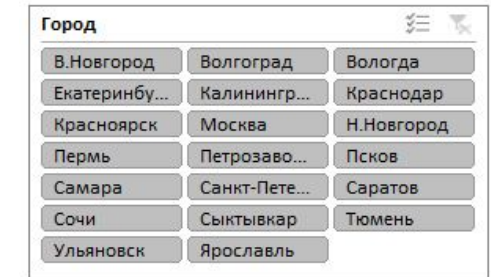 Город
В.Новгород Волгоград Вологда
Екатеринбу... Калинингр... Краснодар
Красноярск Москва Н.Новгород
Пермь Петрозаво... Псков
Самара Санкт-Пете... Саратов
Сочи Сыктывкар Тюмень
Ульяновск Ярославль